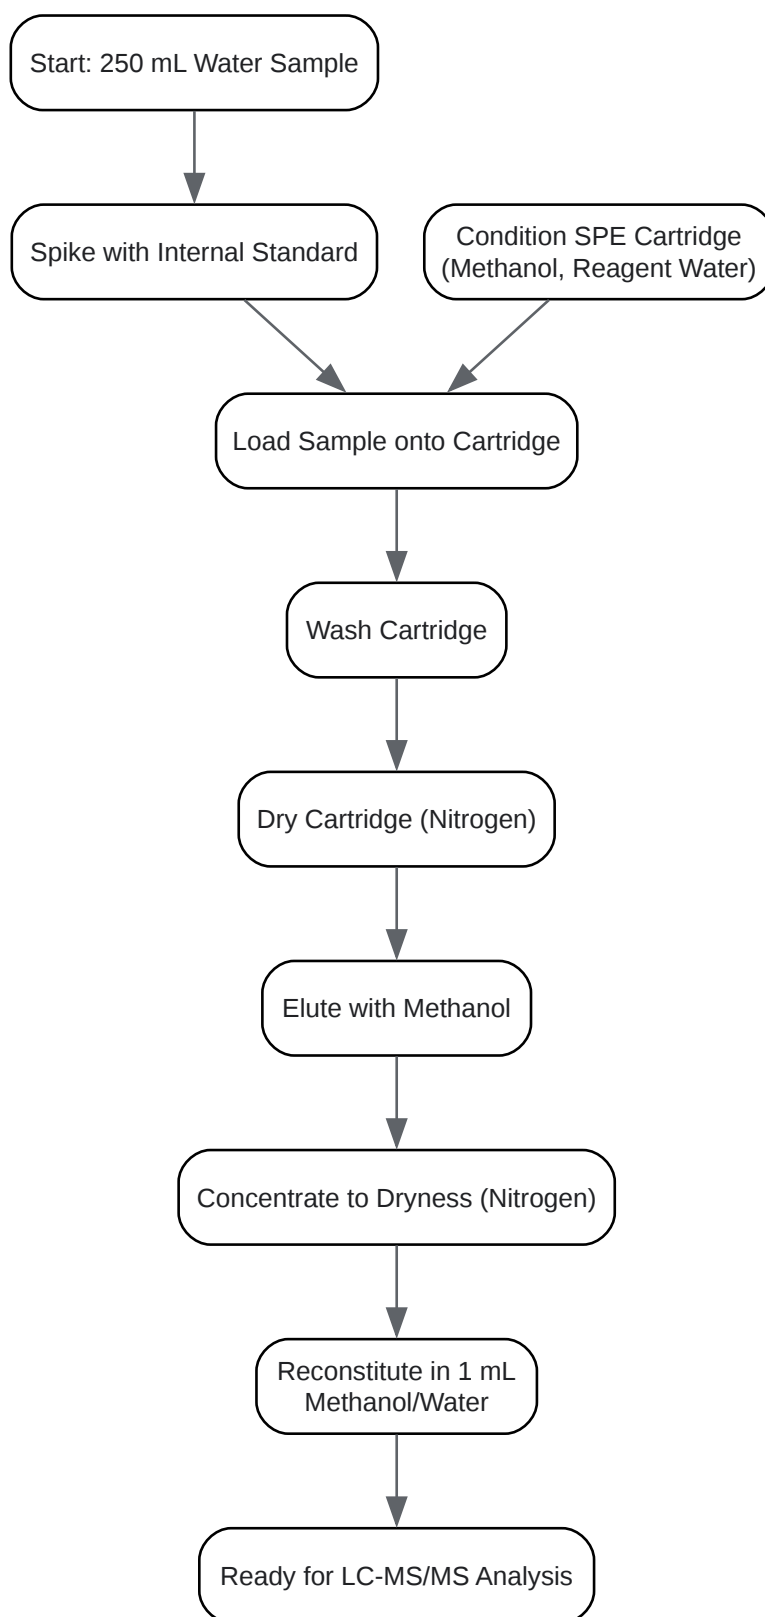 Start: 250 mL Water Sample
Spike with Internal Standard
Condition SPE Cartridge
(Methanol, Reagent Water)
Load Sample onto Cartridge
Wash Cartridge
Dry Cartridge (Nitrogen)
Elute with Methanol
Concentrate to Dryness (Nitrogen)
Reconstitute in 1 mL
Methanol/Water
Ready for LC-MS/MS Analysis